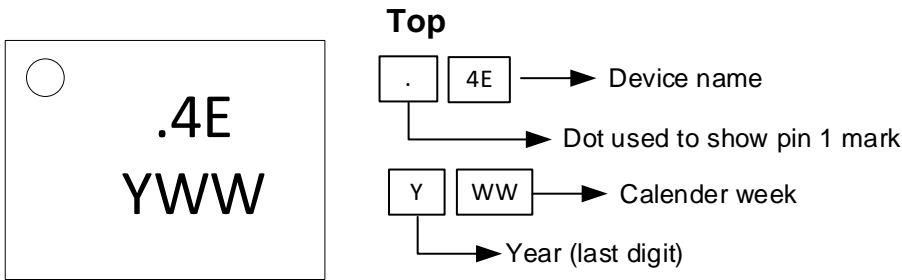 .4E
YWW
Top
. 4E Device name
Dot used to show pin 1 mark
Y WW Calender week
Year (last digit)